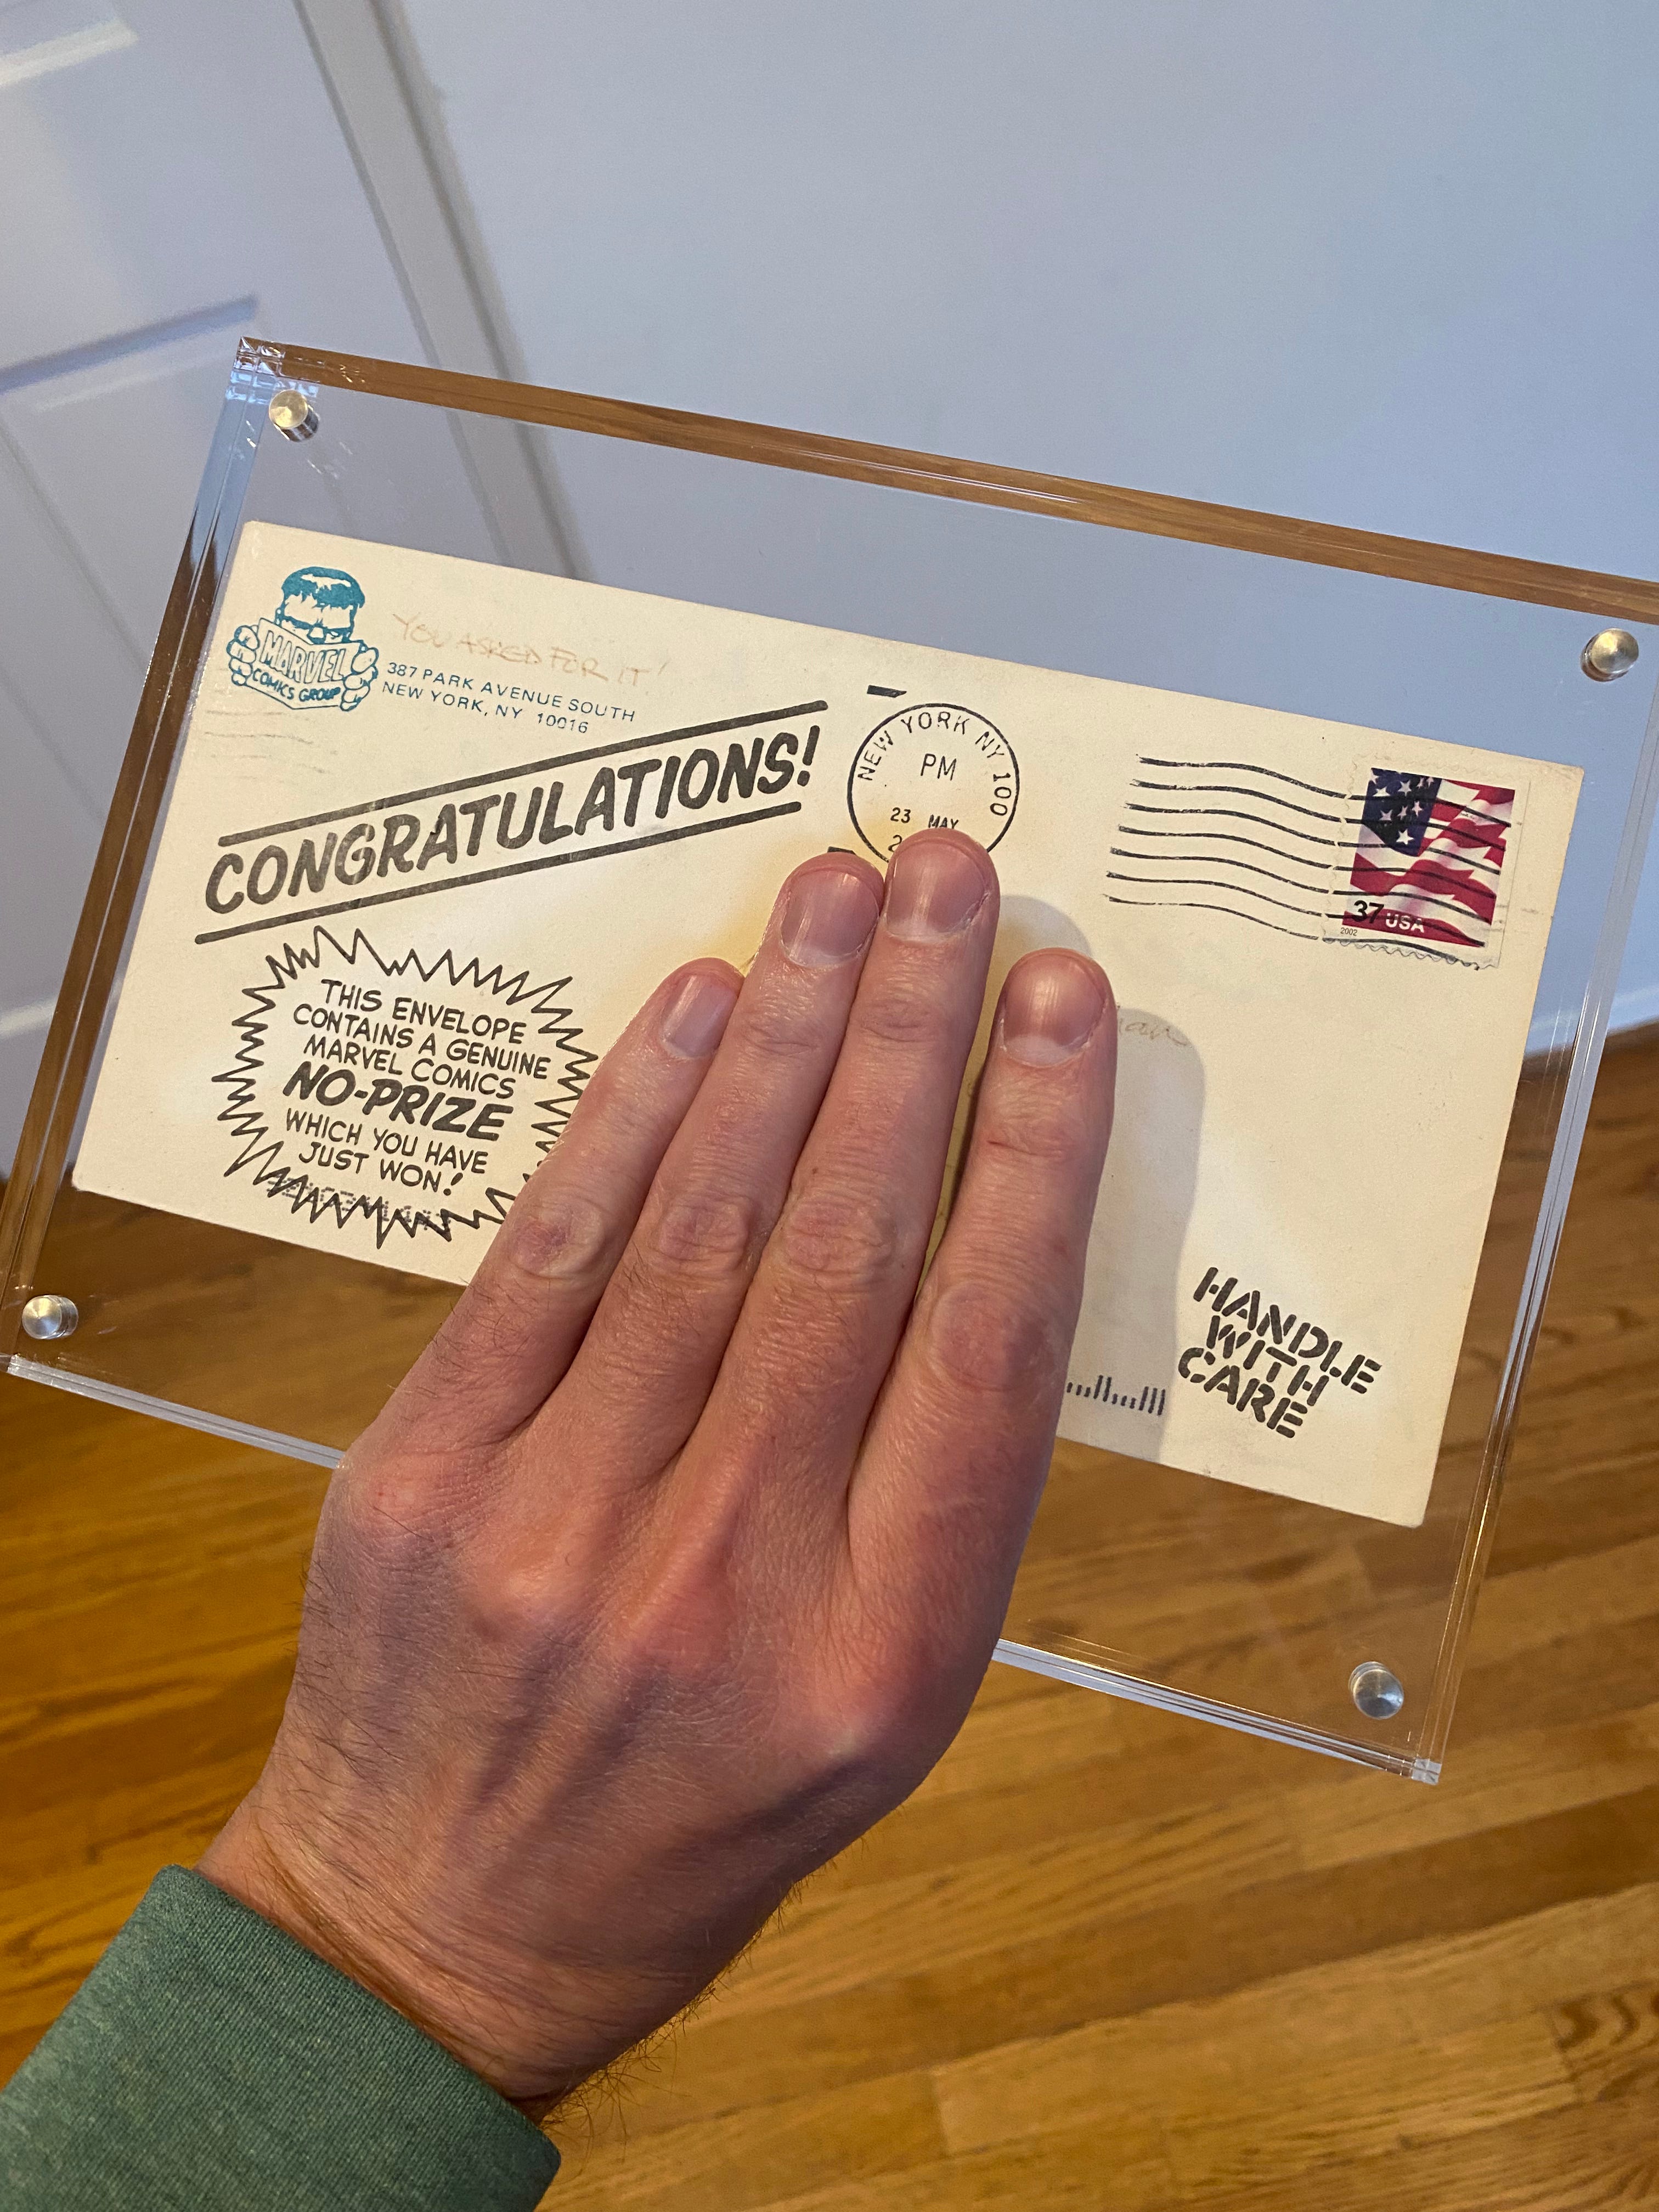 MARVEL
COMICS GROUP
YOU ASKED FOR IT!
387 PARK AVENUE SOUTH
NEW YORK, NY 10016
CONGRATULATIONS!
NEW YORK NY 100
PM
23 MAY
37 USA
2002
THIS ENVELOPE
CONTAINS A GENUINE
MARVEL COMICS
NO-PRIZE
WHICH YOU HAVE
JUST WON!
HANDLE
WITH
CARE